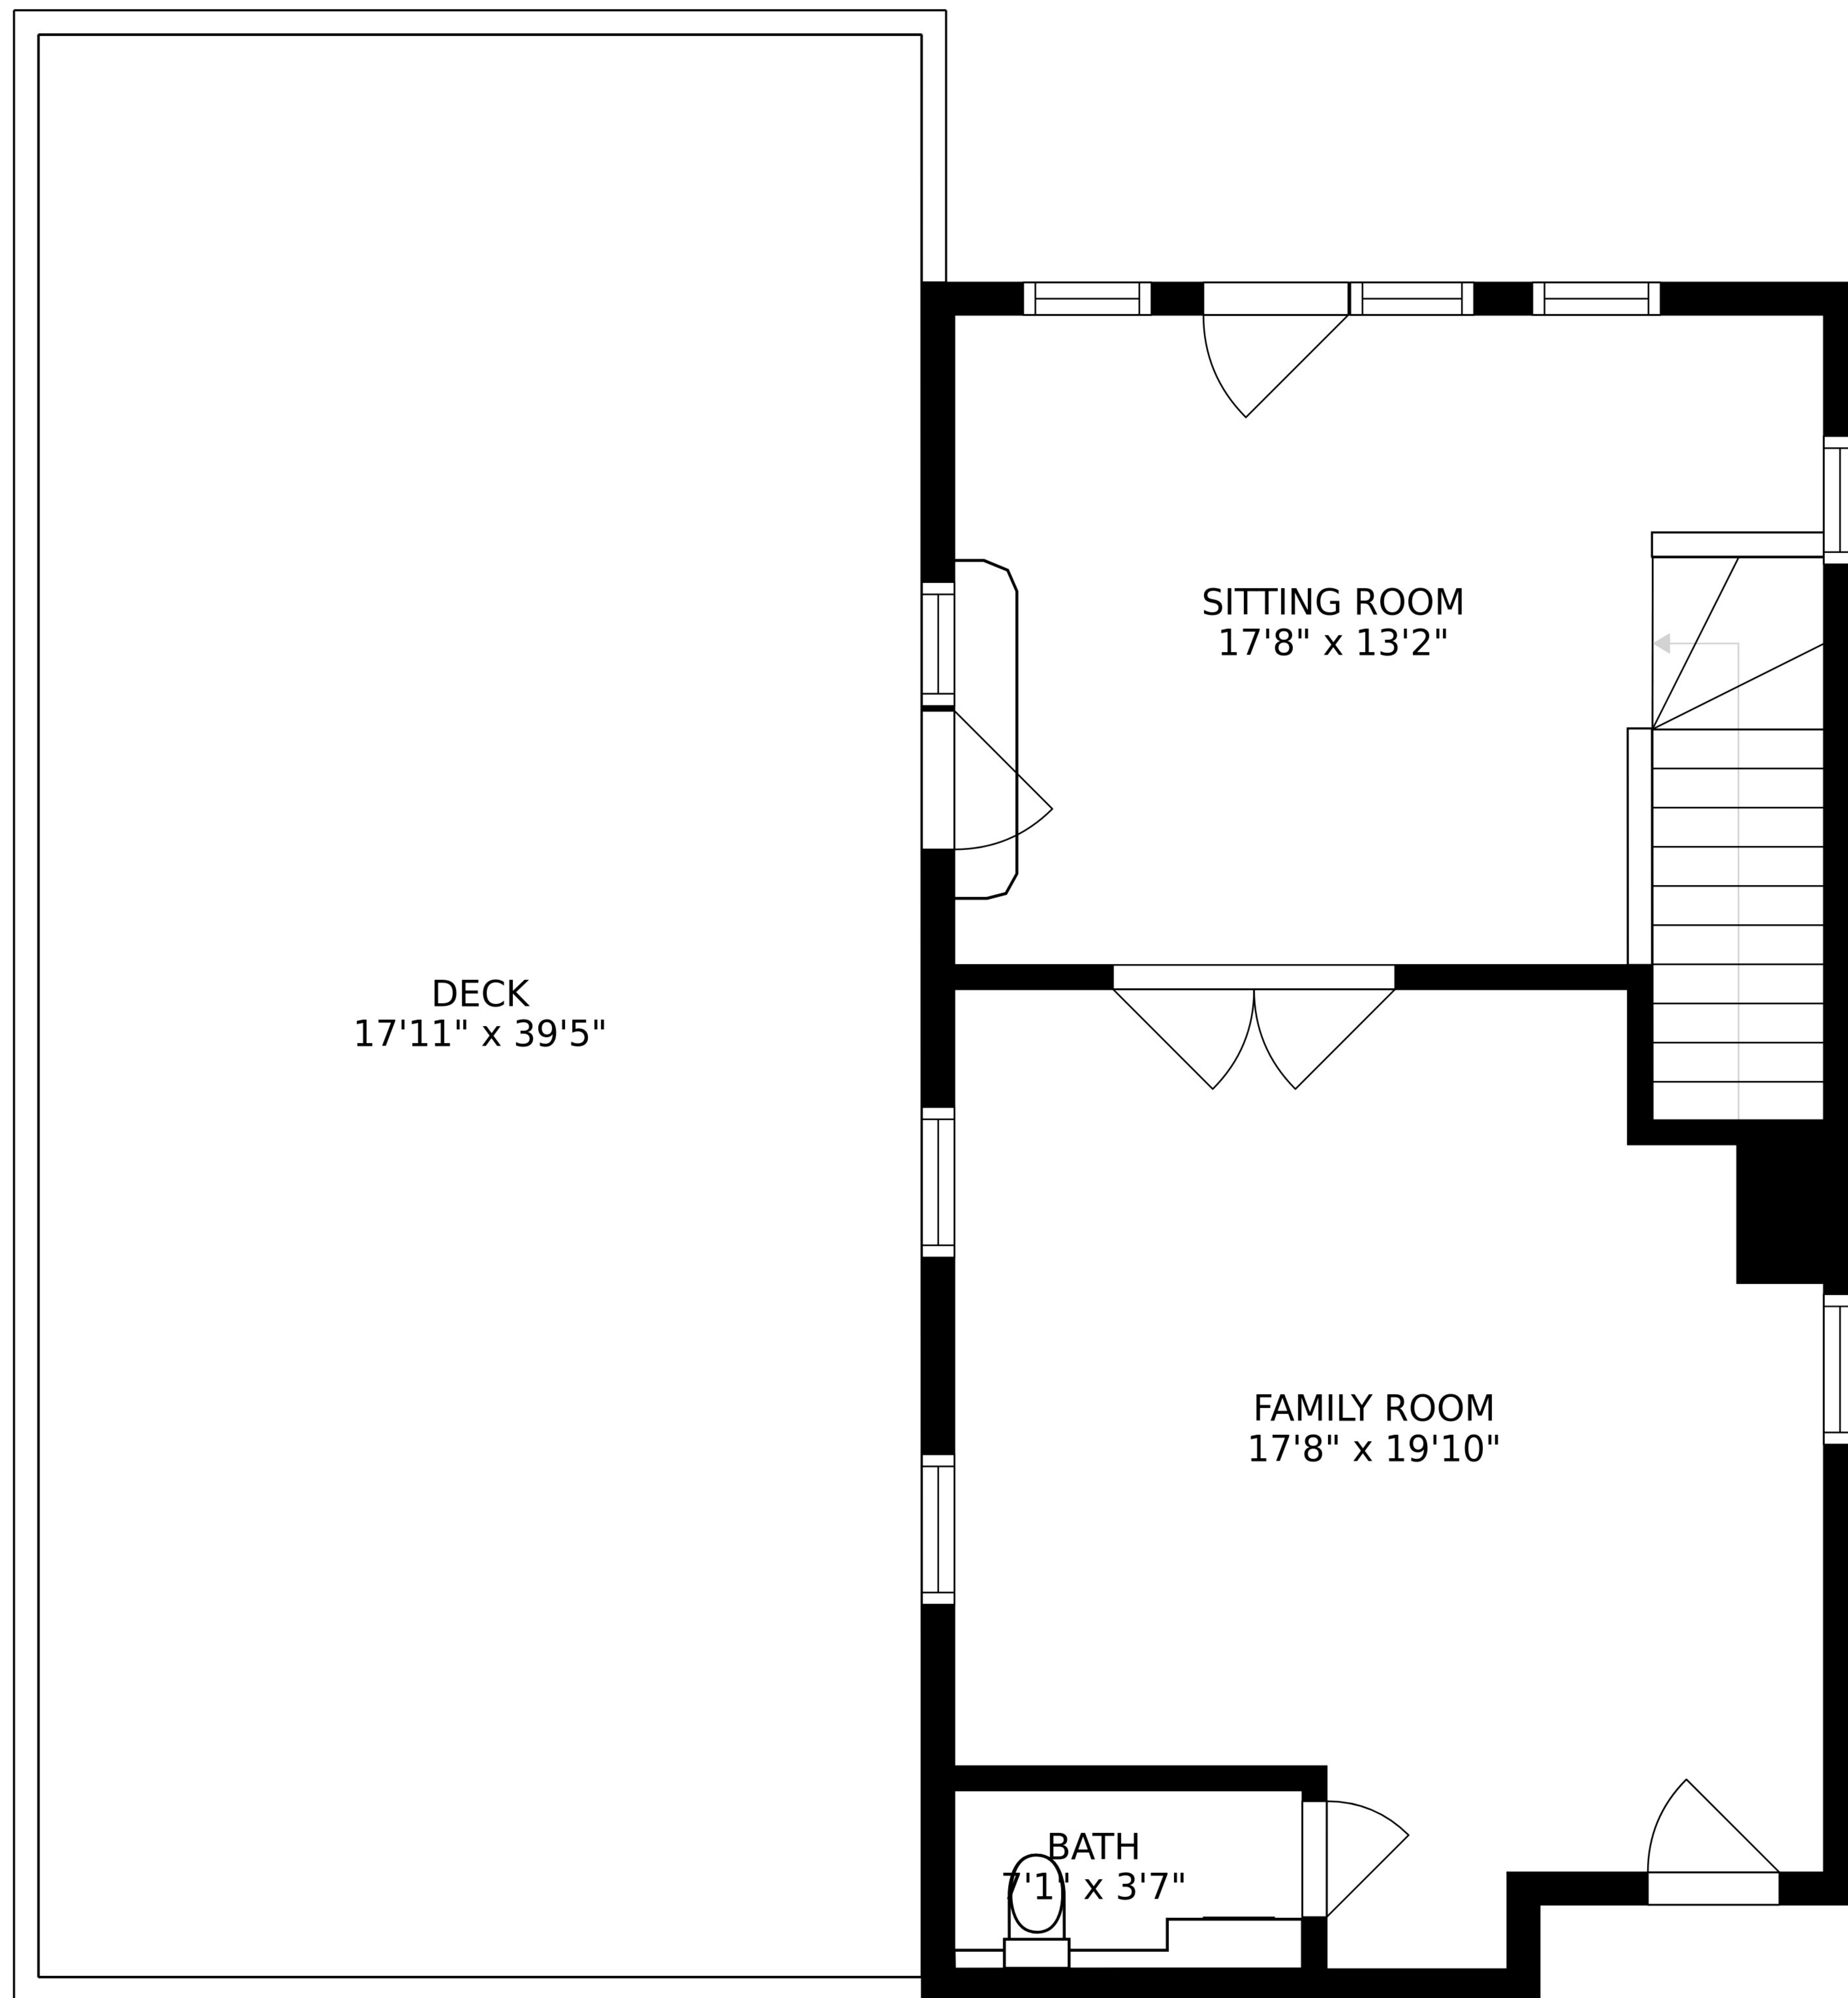 SITTING ROOM
17'8" x 13'2"
DECK
17'11" x 39'5"
FAMILY ROOM
17'8" x 19'10"
BATH
7'1" x 3'7"